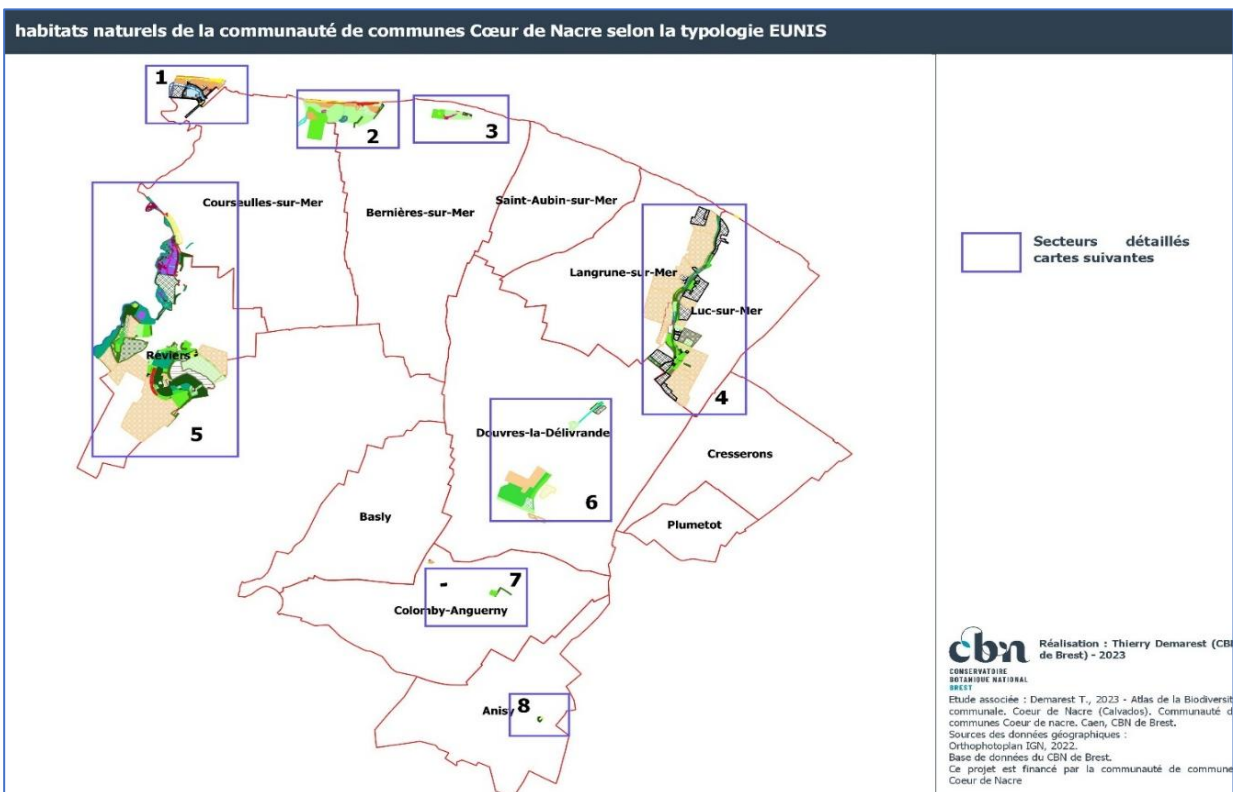 habitats naturels de la communauté de communes Cœur de Nacre selon la typologie EUNIS
1
2
3
Courseulles-sur-Mer
Bernières-sur-Mer
Saint-Aubin-sur-Mer
Langrune-sur-Mer
Luc-sur-Mer
Reviers
4
5
Douvres-la-Délivrande
Cresserons
6
Basly
Plumetot
7
Colomby-Anguerny
Anisy
8
Secteurs détaillés
cartes suivantes
cbn
CONSERVATOIRE
BOTANIQUE NATIONAL
BREST
Réalisation : Thierry Demarest (CB
de Brest) - 2023
Etude associée : Demarest T., 2023 - Atlas de la Biodiversit
communale. Coeur de Nacre (Calvados). Communauté d
communes Coeur de nacre. Caen, CBN de Brest.
Sources des données géographiques :
Orthophotoplan IGN, 2022.
Base de données du CBN de Brest.
Ce projet est financé par la communauté de commune
Coeur de Nacre